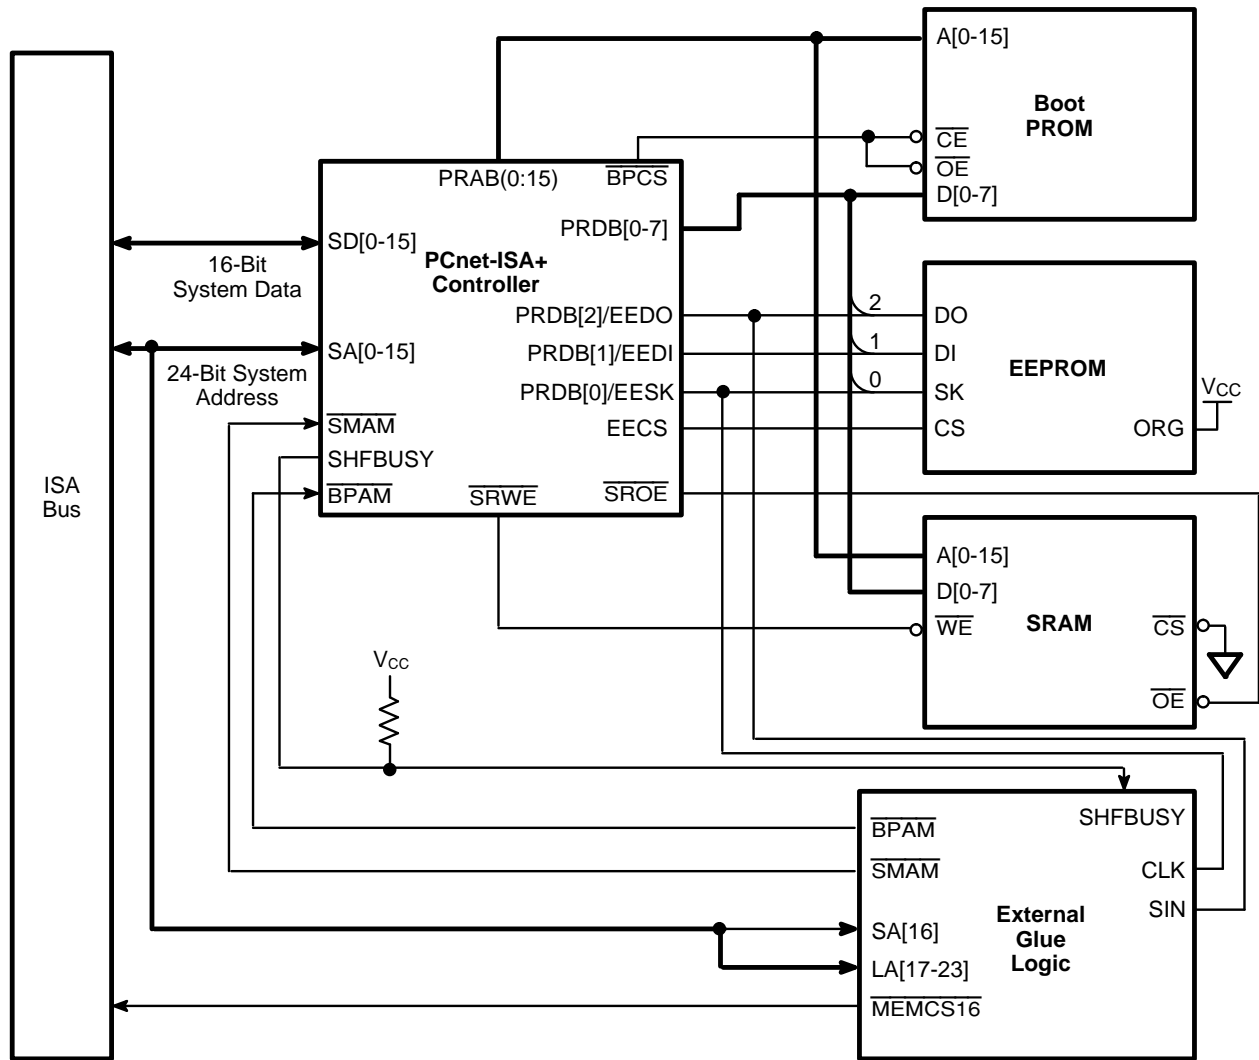 A[0-15]
Boot
PROM
CE
OE
D[0-7]
PRAB(0:15)
BPCS
PRDB[0-7]
SD[0-15]
PCnet-ISA+
Controller
16-Bit
System Data
PRDB[2]/EEDO
2
DO
SA[0-15]
PRDB[1]/EEDI
1
DI
EEPROM
24-Bit System
Address
PRDB[0]/EESK
0
SK
VCC
SMAM
EECS
CS
ORG
SHFBUSY
ISA
Bus
BPAM
SRWE
SROE
A[0-15]
D[0-7]
WE
SRAM
CS
OE
VCC
SHFBUSY
BPAM
SMAM
CLK
SIN
External
Glue
Logic
SA[16]
LA[17-23]
MEMCS16